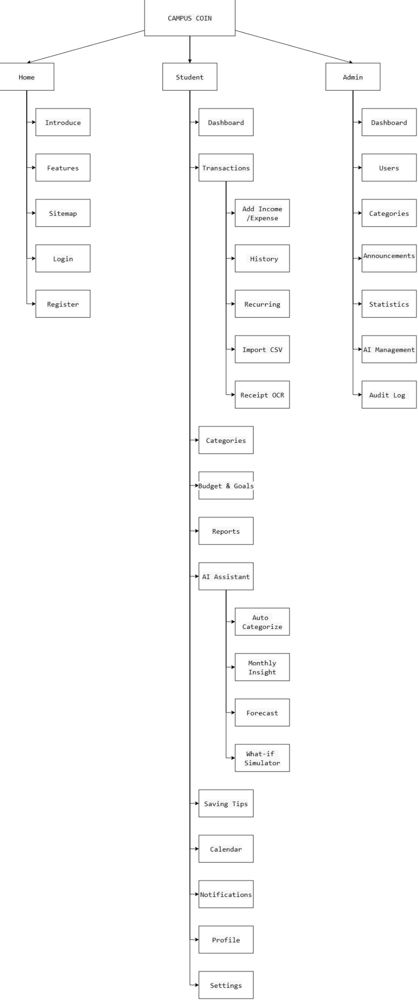 CAMPUS COIN
Home
Introduce
Features
Sitemap
Login
Register
Student
Dashboard
Transactions
Add Income
/Expense
History
Recurring
Import CSV
Receipt OCR
Categories
Budget & Goals
Reports
AI Assistant
Auto
Categorize
Monthly
Insight
Forecast
What-if
Simulator
Saving Tips
Calendar
Notifications
Profile
Settings
Admin
Dashboard
Users
Categories
Announcements
Statistics
AI Management
Audit Log